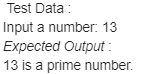 Test Data :
Input a number: 13
Expected Output :
13 is a prime number.